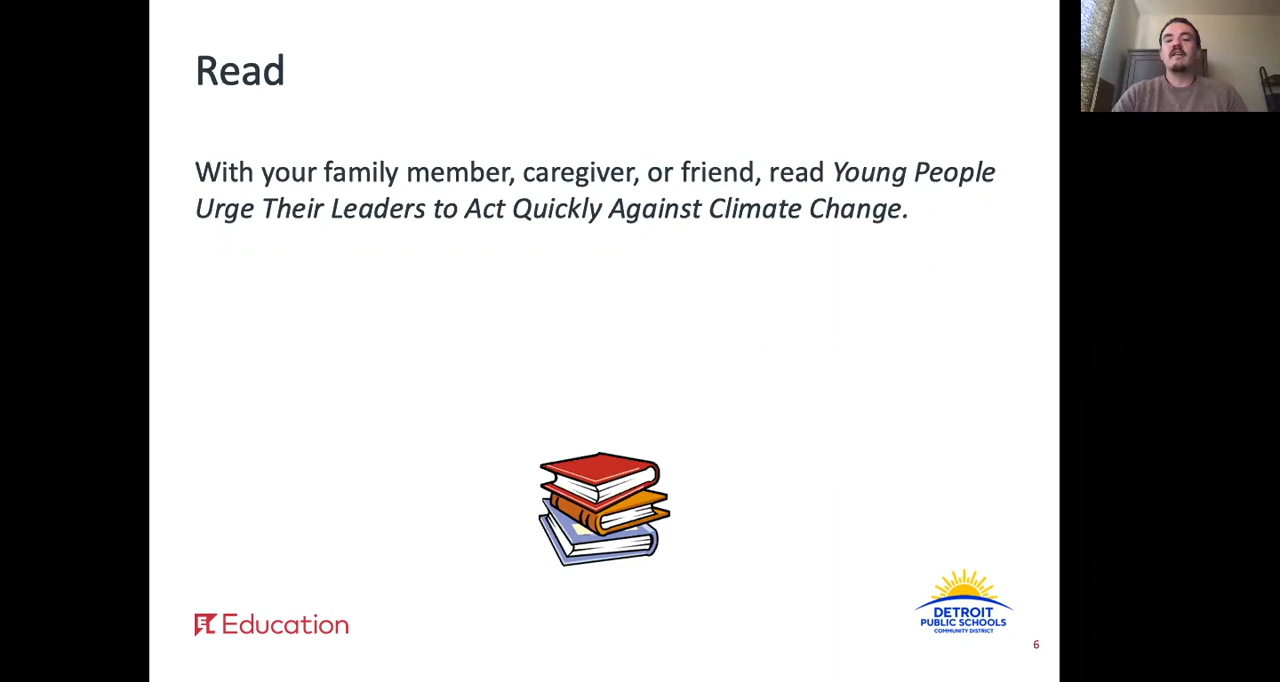 Read
With your family member, caregiver, or friend, read Young People
Urge Their Leaders to Act Quickly Against Climate Change.
EL Education
DETROIT
PUBLIC SCHOOLS
COMMUNITY DISTRICT
6